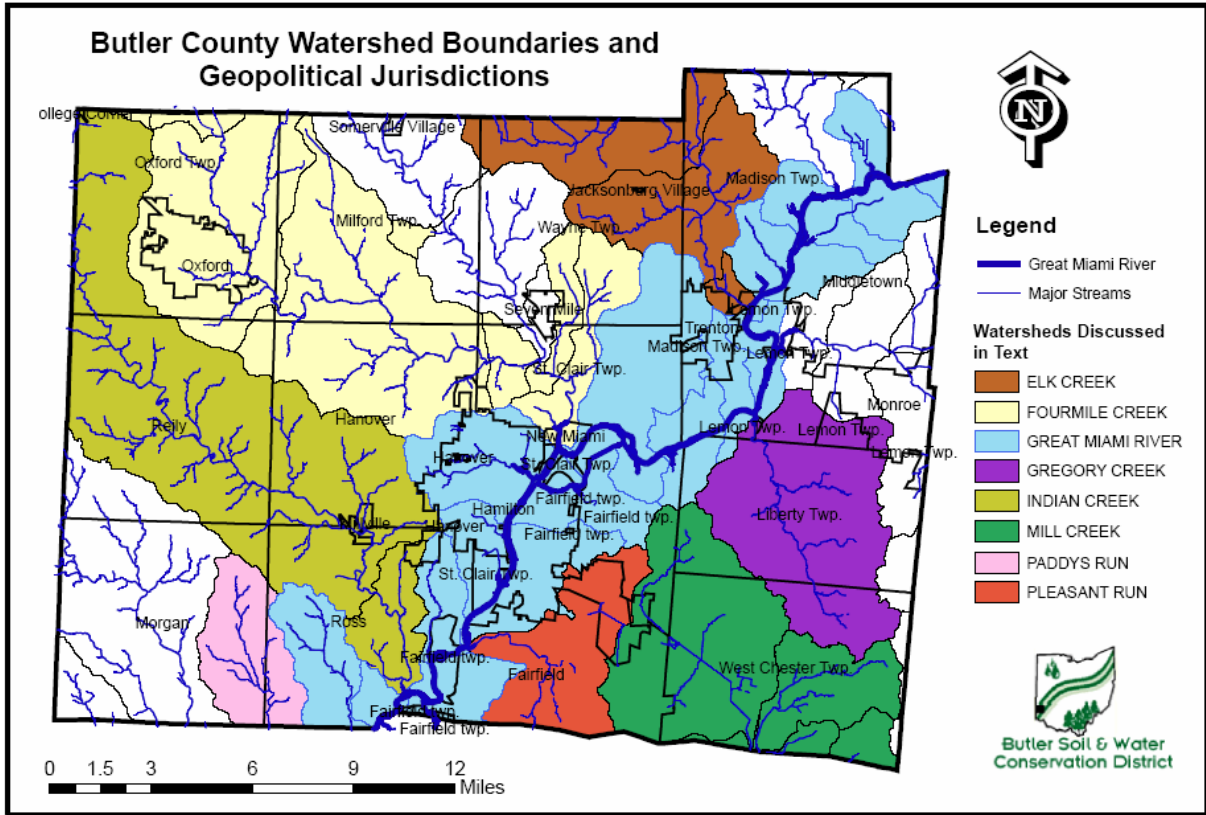 Butler County Watershed Boundaries and
Geopolitical Jurisdictions
N
ollege Corner
Somerville Village
Oxford Twp.
Jacksonburg Village
Madison Twp.
Milford Twp.
Wayne Twp.
Oxford
Middletown
Seven Mile
Lemon Twp.
Trenton
Madison Twp.
Lemon Twp.
St. Clair Twp.
Monroe
Reily
Hanover
Lemon Twp.
Lemon Twp.
New Miami
Lemon Twp.
Hanover
St. Clair Twp.
Fairfield twp.
Hamilton
Fairfield twp.
Liberty Twp.
Millville
Hanover
Fairfield twp.
St. Clair Twp.
Morgan
Ross
Fairfield twp.
Fairfield
West Chester Twp.
Fairfield twp.
Fairfield twp.
0 1.5 3 6 9 12
Miles
Legend
Great Miami River
Major Streams
Watersheds Discussed
in Text
ELK CREEK
FOURMILE CREEK
GREAT MIAMI RIVER
GREGORY CREEK
INDIAN CREEK
MILL CREEK
PADDYS RUN
PLEASANT RUN
Butler Soil & Water
Conservation District